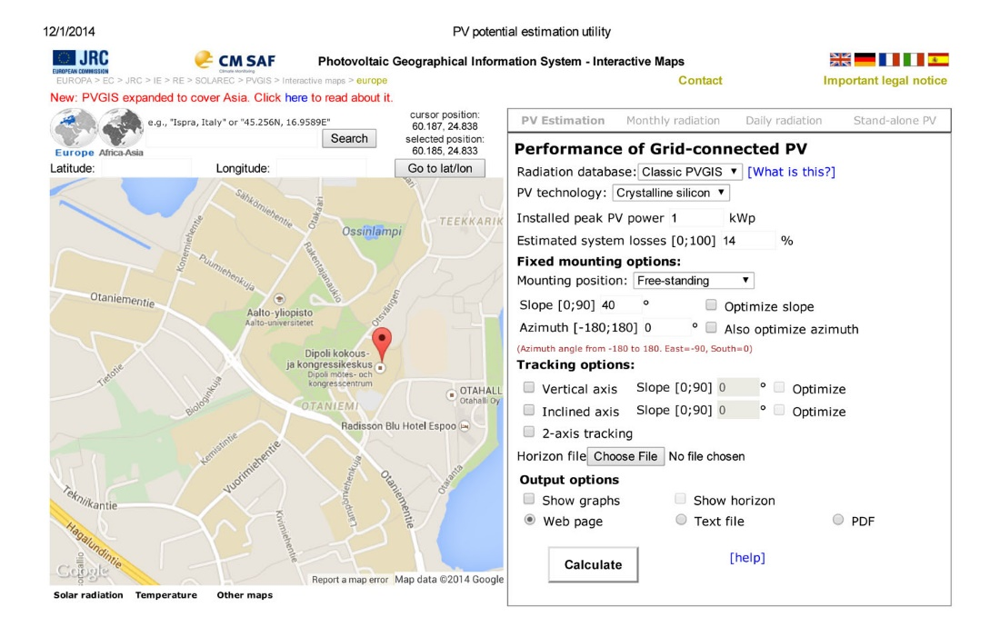 12/1/2014
PV potential estimation utility
JRC
EUROPEAN COMMISSION
CM SAF
Climate Monitoring
Photovoltaic Geographical Information System - Interactive Maps
EUROPA > EC > JRC > IE > RE > SOLAREC > PVGIS > Interactive maps > europe
Contact
Important legal notice
New: PVGIS expanded to cover Asia. Click here to read about it.
Europe Africa-Asia
e.g., "Ispra, Italy" or "45.256N, 16.9589E"
Search
cursor position:
60.187, 24.838
selected position:
60.185, 24.833
Latitude:
Longitude:
Go to lat/lon
Sähkömiehentie
Otakaari
Ossinlampi
TEEKKARIK
Konemiehentie
Puumiehenkuja
Rakentajanaukio
Otaniementie
Aalto-yliopisto
Aalto-universitetet
Otsvängen
Dipoli kokous-
ja kongressikeskus
Dipoli mötes- och
kongresscentrum
Tietotie
Biologinkuja
OTAHALL
Otahalli Oy
OTANIEMI
Radisson Blu Hotel Espoo
Kemistintie
Vuorimiehentie
Lämpömiehenkuja
Otaniementie
Otaranta
Tekniikantie
Kivimiehentie
Hagalundintie
Google
Report a map error
Map data ©2014 Google
Solar radiation
Temperature
Other maps
PV Estimation
Monthly radiation
Daily radiation
Stand-alone PV
Performance of Grid-connected PV
Radiation database: Classic PVGIS [What is this?]
PV technology: Crystalline silicon
Installed peak PV power 1 kWp
Estimated system losses [0;100] 14 %
Fixed mounting options:
Mounting position: Free-standing
Slope [0;90] 40 ° Optimize slope
Azimuth [-180;180] 0 ° Also optimize azimuth
(Azimuth angle from -180 to 180. East=-90, South=0)
Tracking options:
Vertical axis Slope [0;90] 0 ° Optimize
Inclined axis Slope [0;90] 0 ° Optimize
2-axis tracking
Horizon file Choose File No file chosen
Output options
Show graphs Show horizon
Web page Text file PDF
Calculate
[help]